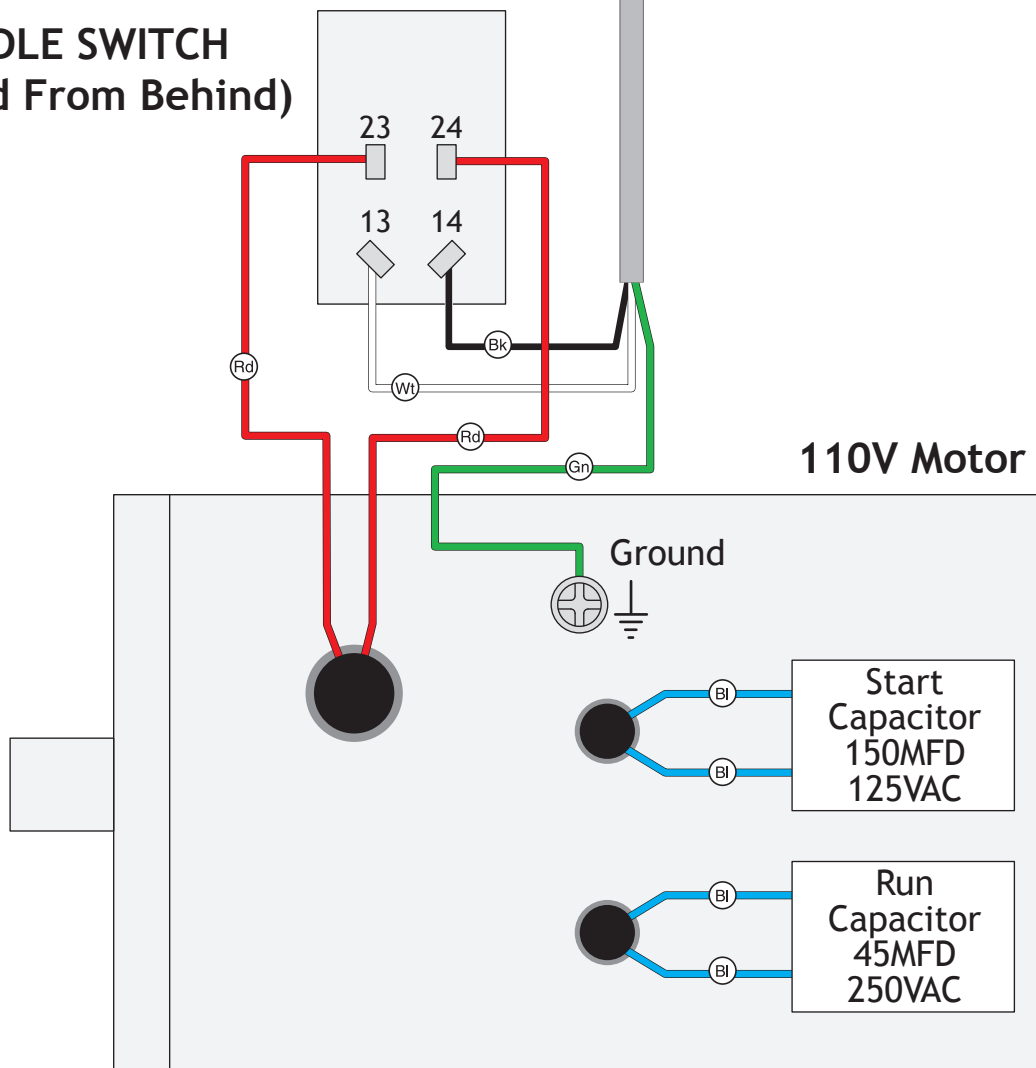 DLE SWITCH
d From Behind)
23 24
13 14
Bk
Rd
Wt
Rd
Gn
110V Motor
Ground
Bl
Start
Capacitor
150MFD
125VAC
Bl
Bl
Run
Capacitor
45MFD
250VAC
Bl